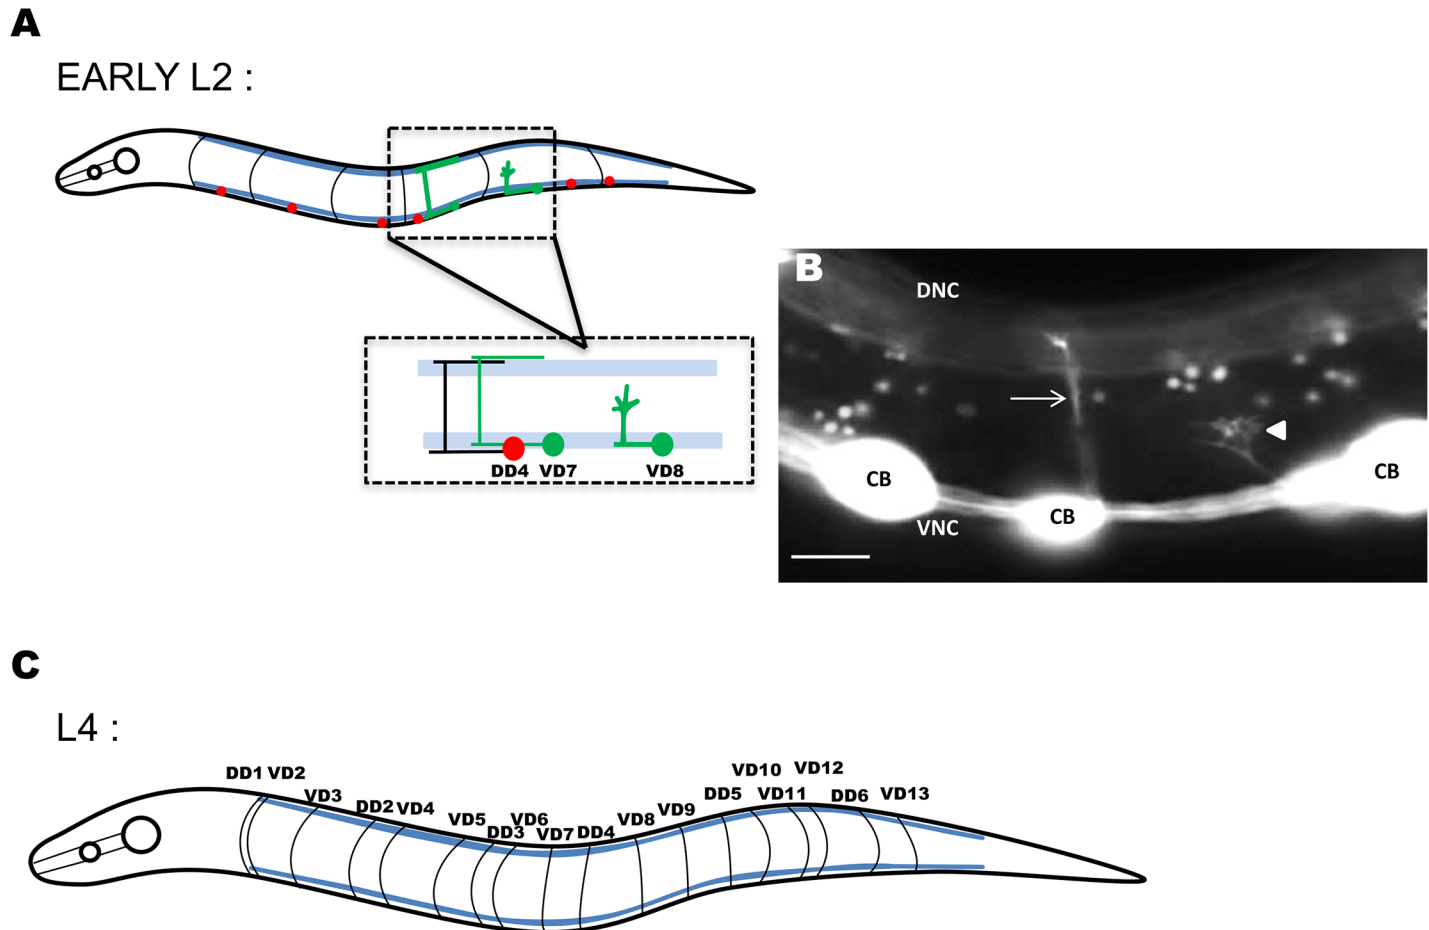 A
EARLY L2 :
DD4 VD7 VD8
B
DNC
CB
CB
CB
VNC
C
L4 :
VD10 VD12
DD1 VD2
DD5 VD11 DD6 VD13
VD3
DD2 VD4
VD5 VD6 VD8 VD9
DD3 VD7 DD4